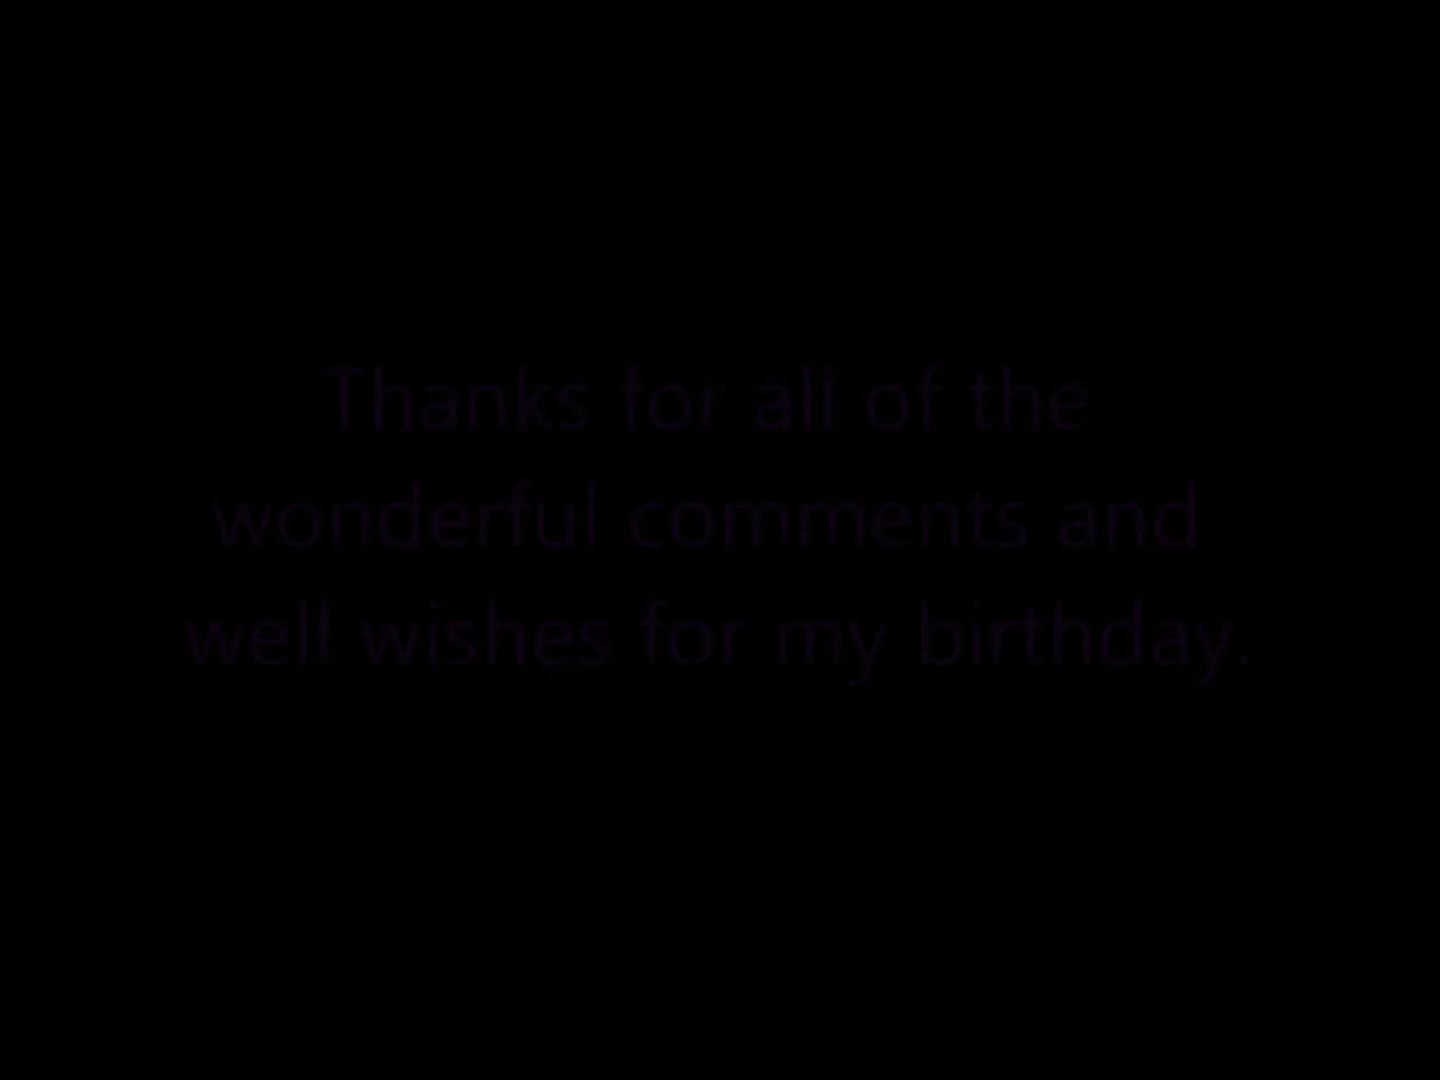 Thanks for all of the
wonderful comments and
well wishes for my birthday.